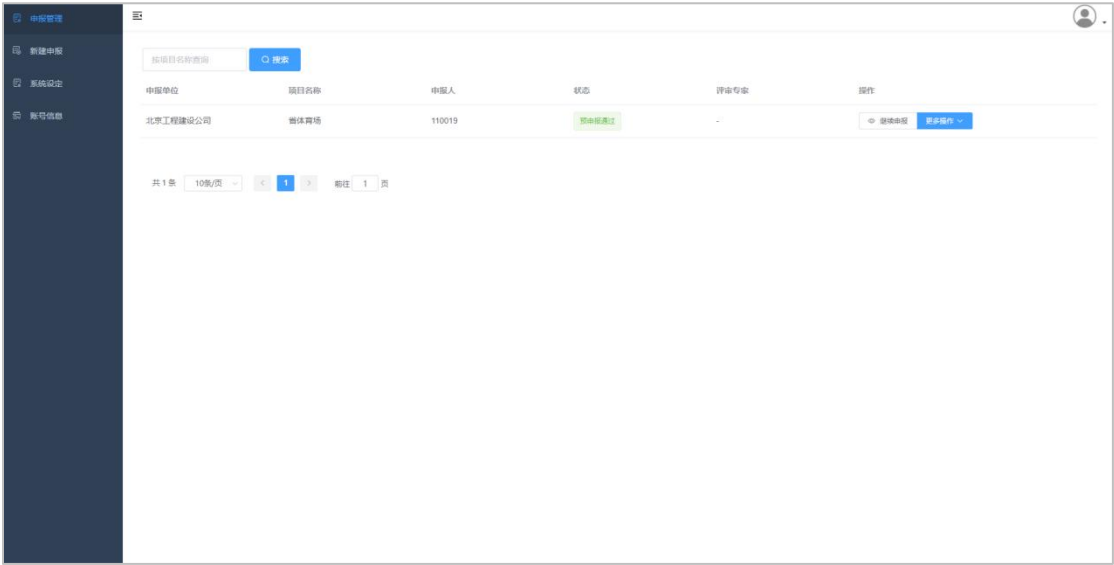 申报管理
新建申报
系统设定
账号信息
按项目名称查询
搜索
申报单位 项目名称 申报人 状态 评审专家 操作
北京工程建设公司 省体育场 110019 预申报通过 - 继续申报 更多操作
共 1 条 10条/页 1 前往 1 页